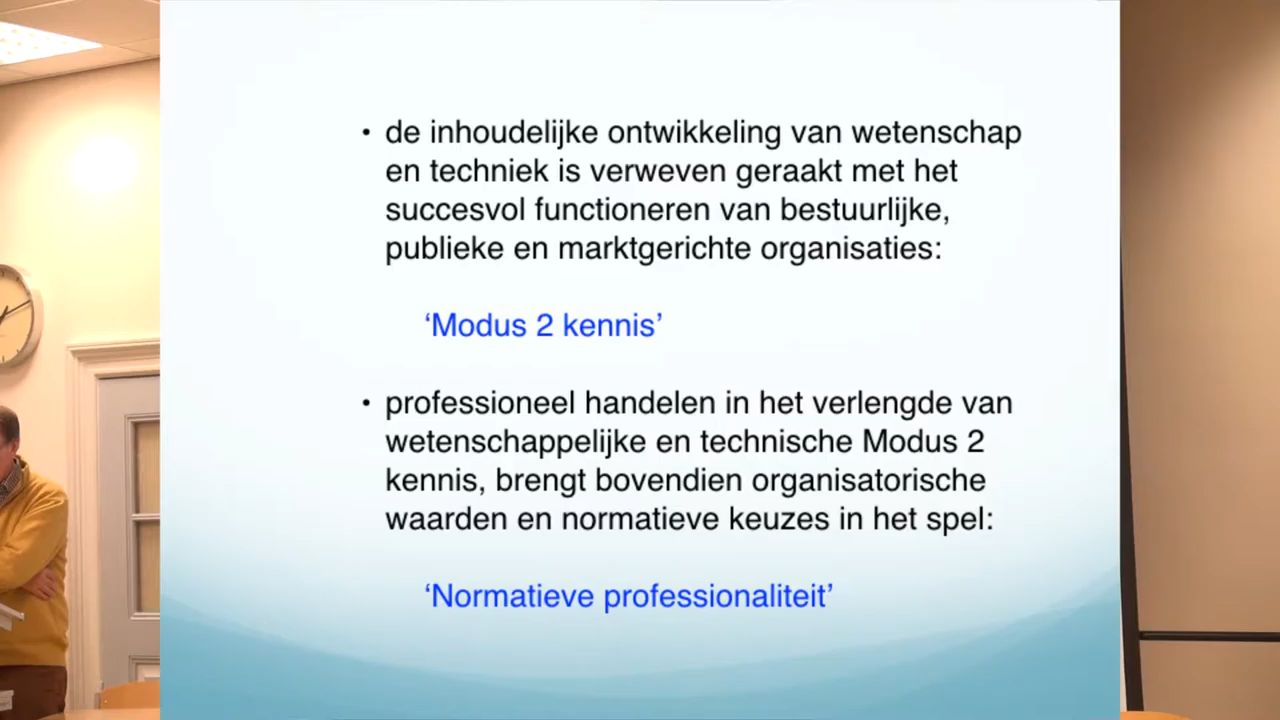 • de inhoudelijke ontwikkeling van wetenschap
en techniek is verweven geraakt met het
succesvol functioneren van bestuurlijke,
publieke en marktgerichte organisaties:
‘Modus 2 kennis’
• professioneel handelen in het verlengde van
wetenschappelijke en technische Modus 2
kennis, brengt bovendien organisatorische
waarden en normatieve keuzes in het spel:
‘Normatieve professionaliteit’